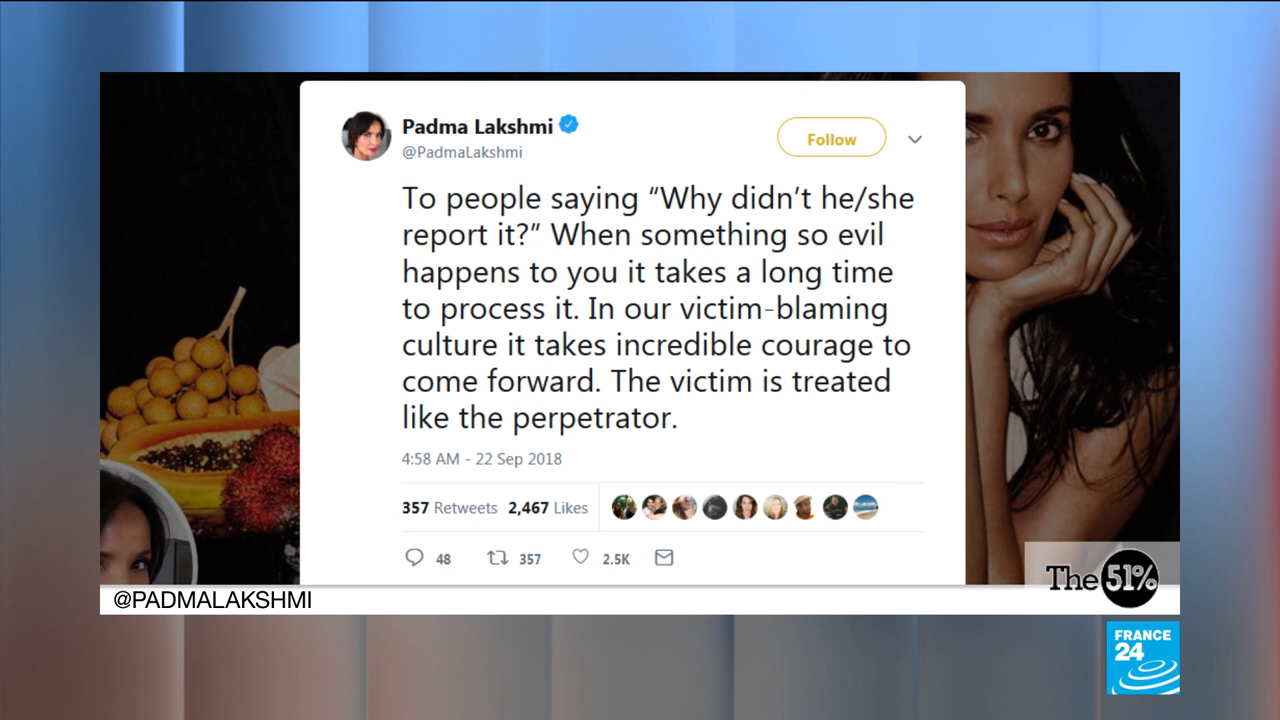 Padma Lakshmi
@PadmaLakshmi
Follow
To people saying “Why didn’t he/she
report it?” When something so evil
happens to you it takes a long time
to process it. In our victim-blaming
culture it takes incredible courage to
come forward. The victim is treated
like the perpetrator.
4:58 AM - 22 Sep 2018
357 Retweets 2,467 Likes
48 357 2.5K
The 51%
@PADMALAKSHMI
FRANCE
24